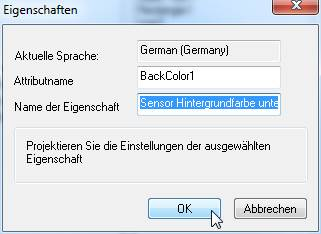 Eigenschaften
Aktuelle Sprache: German (Germany)
Attributname BackColor1
Name der Eigenschaft Sensor Hintergrundfarbe unte
Projektieren Sie die Einstellungen der ausgewählten
Eigenschaft
OK Abbrechen